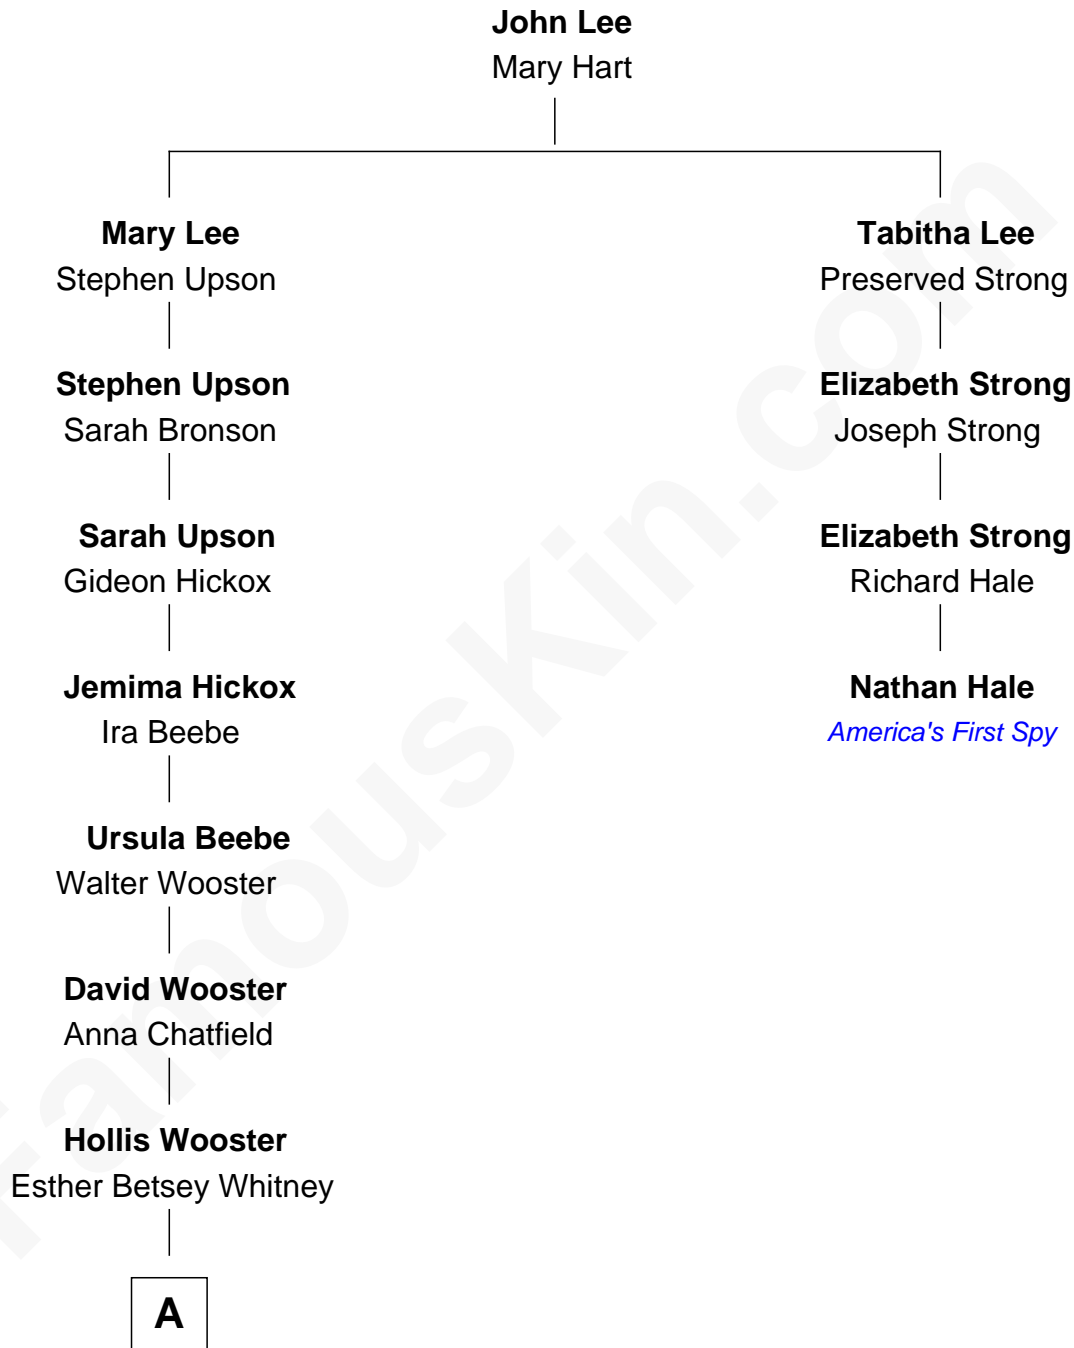 John Lee
Mary Hart
Mary Lee
Stephen Upson
Tabitha Lee
Preserved Strong
Stephen Upson
Sarah Bronson
Elizabeth Strong
Joseph Strong
Sarah Upson
Gideon Hickox
Elizabeth Strong
Richard Hale
Jemima Hickox
Ira Beebe
Nathan Hale
America's First Spy
Ursula Beebe
Walter Wooster
David Wooster
Anna Chatfield
Hollis Wooster
Esther Betsey Whitney
A
FamousKin.com